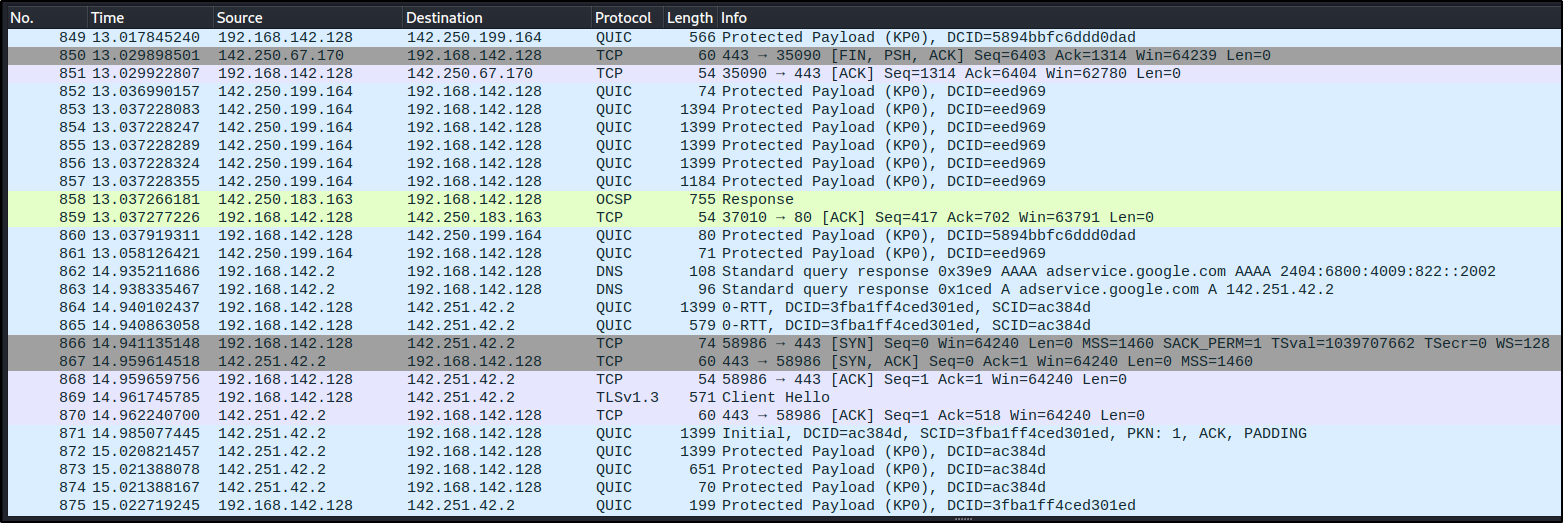 No. Time Source Destination Protocol Length Info
849 13.017845240 192.168.142.128 142.250.199.164 QUIC 566 Protected Payload (KP0), DCID=5894bbfc6ddd0dad
850 13.029898501 142.250.67.170 192.168.142.128 TCP 60 443 → 35090 [FIN, PSH, ACK] Seq=6403 Ack=1314 Win=64239 Len=0
851 13.029922807 192.168.142.128 142.250.67.170 TCP 54 35090 → 443 [ACK] Seq=1314 Ack=6404 Win=62780 Len=0
852 13.036990157 142.250.199.164 192.168.142.128 QUIC 74 Protected Payload (KP0), DCID=eed969
853 13.037228083 142.250.199.164 192.168.142.128 QUIC 1394 Protected Payload (KP0), DCID=eed969
854 13.037228247 142.250.199.164 192.168.142.128 QUIC 1399 Protected Payload (KP0), DCID=eed969
855 13.037228289 142.250.199.164 192.168.142.128 QUIC 1399 Protected Payload (KP0), DCID=eed969
856 13.037228324 142.250.199.164 192.168.142.128 QUIC 1399 Protected Payload (KP0), DCID=eed969
857 13.037228355 142.250.199.164 192.168.142.128 QUIC 1184 Protected Payload (KP0), DCID=eed969
858 13.037266181 142.250.183.163 192.168.142.128 OCSP 755 Response
859 13.037277226 192.168.142.128 142.250.183.163 TCP 54 37010 → 80 [ACK] Seq=417 Ack=702 Win=63791 Len=0
860 13.037919311 192.168.142.128 142.250.199.164 QUIC 80 Protected Payload (KP0), DCID=5894bbfc6ddd0dad
861 13.058126421 142.250.199.164 192.168.142.128 QUIC 71 Protected Payload (KP0), DCID=eed969
862 14.935211686 192.168.142.2 192.168.142.128 DNS 108 Standard query response 0x39e9 AAAA adservice.google.com AAAA 2404:6800:4009:822::2002
863 14.938335467 192.168.142.2 192.168.142.128 DNS 96 Standard query response 0x1ced A adservice.google.com A 142.251.42.2
864 14.940102437 192.168.142.128 142.251.42.2 QUIC 1399 0-RTT, DCID=3fba1ff4ced301ed, SCID=ac384d
865 14.940863058 192.168.142.128 142.251.42.2 QUIC 579 0-RTT, DCID=3fba1ff4ced301ed, SCID=ac384d
866 14.941135148 192.168.142.128 142.251.42.2 TCP 74 58986 → 443 [SYN] Seq=0 Win=64240 Len=0 MSS=1460 SACK_PERM=1 TSval=1039707662 TSecr=0 WS=128
867 14.959614518 142.251.42.2 192.168.142.128 TCP 60 443 → 58986 [SYN, ACK] Seq=0 Ack=1 Win=64240 Len=0 MSS=1460
868 14.959659756 192.168.142.128 142.251.42.2 TCP 54 58986 → 443 [ACK] Seq=1 Ack=1 Win=64240 Len=0
869 14.961745785 192.168.142.128 142.251.42.2 TLSv1.3 571 Client Hello
870 14.962240700 142.251.42.2 192.168.142.128 TCP 60 443 → 58986 [ACK] Seq=1 Ack=518 Win=64240 Len=0
871 14.985077445 142.251.42.2 192.168.142.128 QUIC 1399 Initial, DCID=ac384d, SCID=3fba1ff4ced301ed, PKN: 1, ACK, PADDING
872 15.020821457 142.251.42.2 192.168.142.128 QUIC 1399 Protected Payload (KP0), DCID=ac384d
873 15.021388078 142.251.42.2 192.168.142.128 QUIC 651 Protected Payload (KP0), DCID=ac384d
874 15.021388167 142.251.42.2 192.168.142.128 QUIC 70 Protected Payload (KP0), DCID=ac384d
875 15.022719245 192.168.142.128 142.251.42.2 QUIC 199 Protected Payload (KP0), DCID=3fba1ff4ced301ed